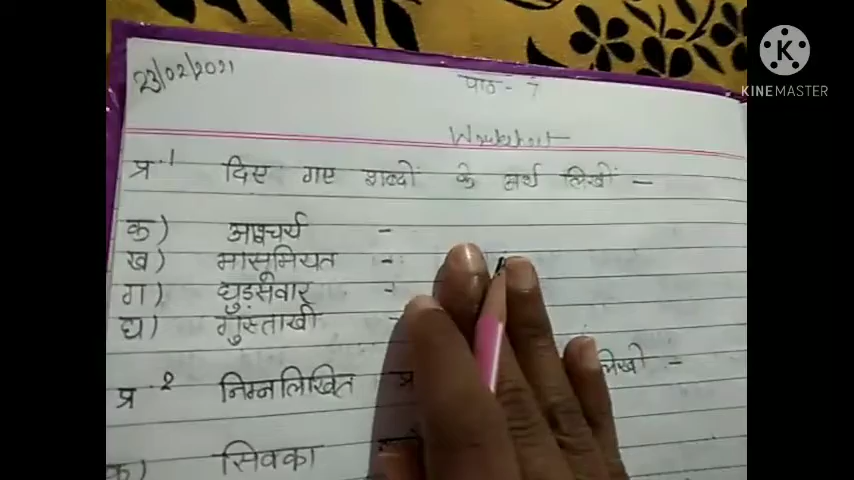 23/02/2021
पाठ - 7
KINEMASTER
Worksheet
प्र 1 दिए गए शब्दों के अर्थ लिखों -
क) आश्चर्य -
ख) मासूमियत -
ग) घुड़सवार -
घ) गुस्ताखी -
प्र 2 निम्नलिखित लिखो -
क) सिक्का